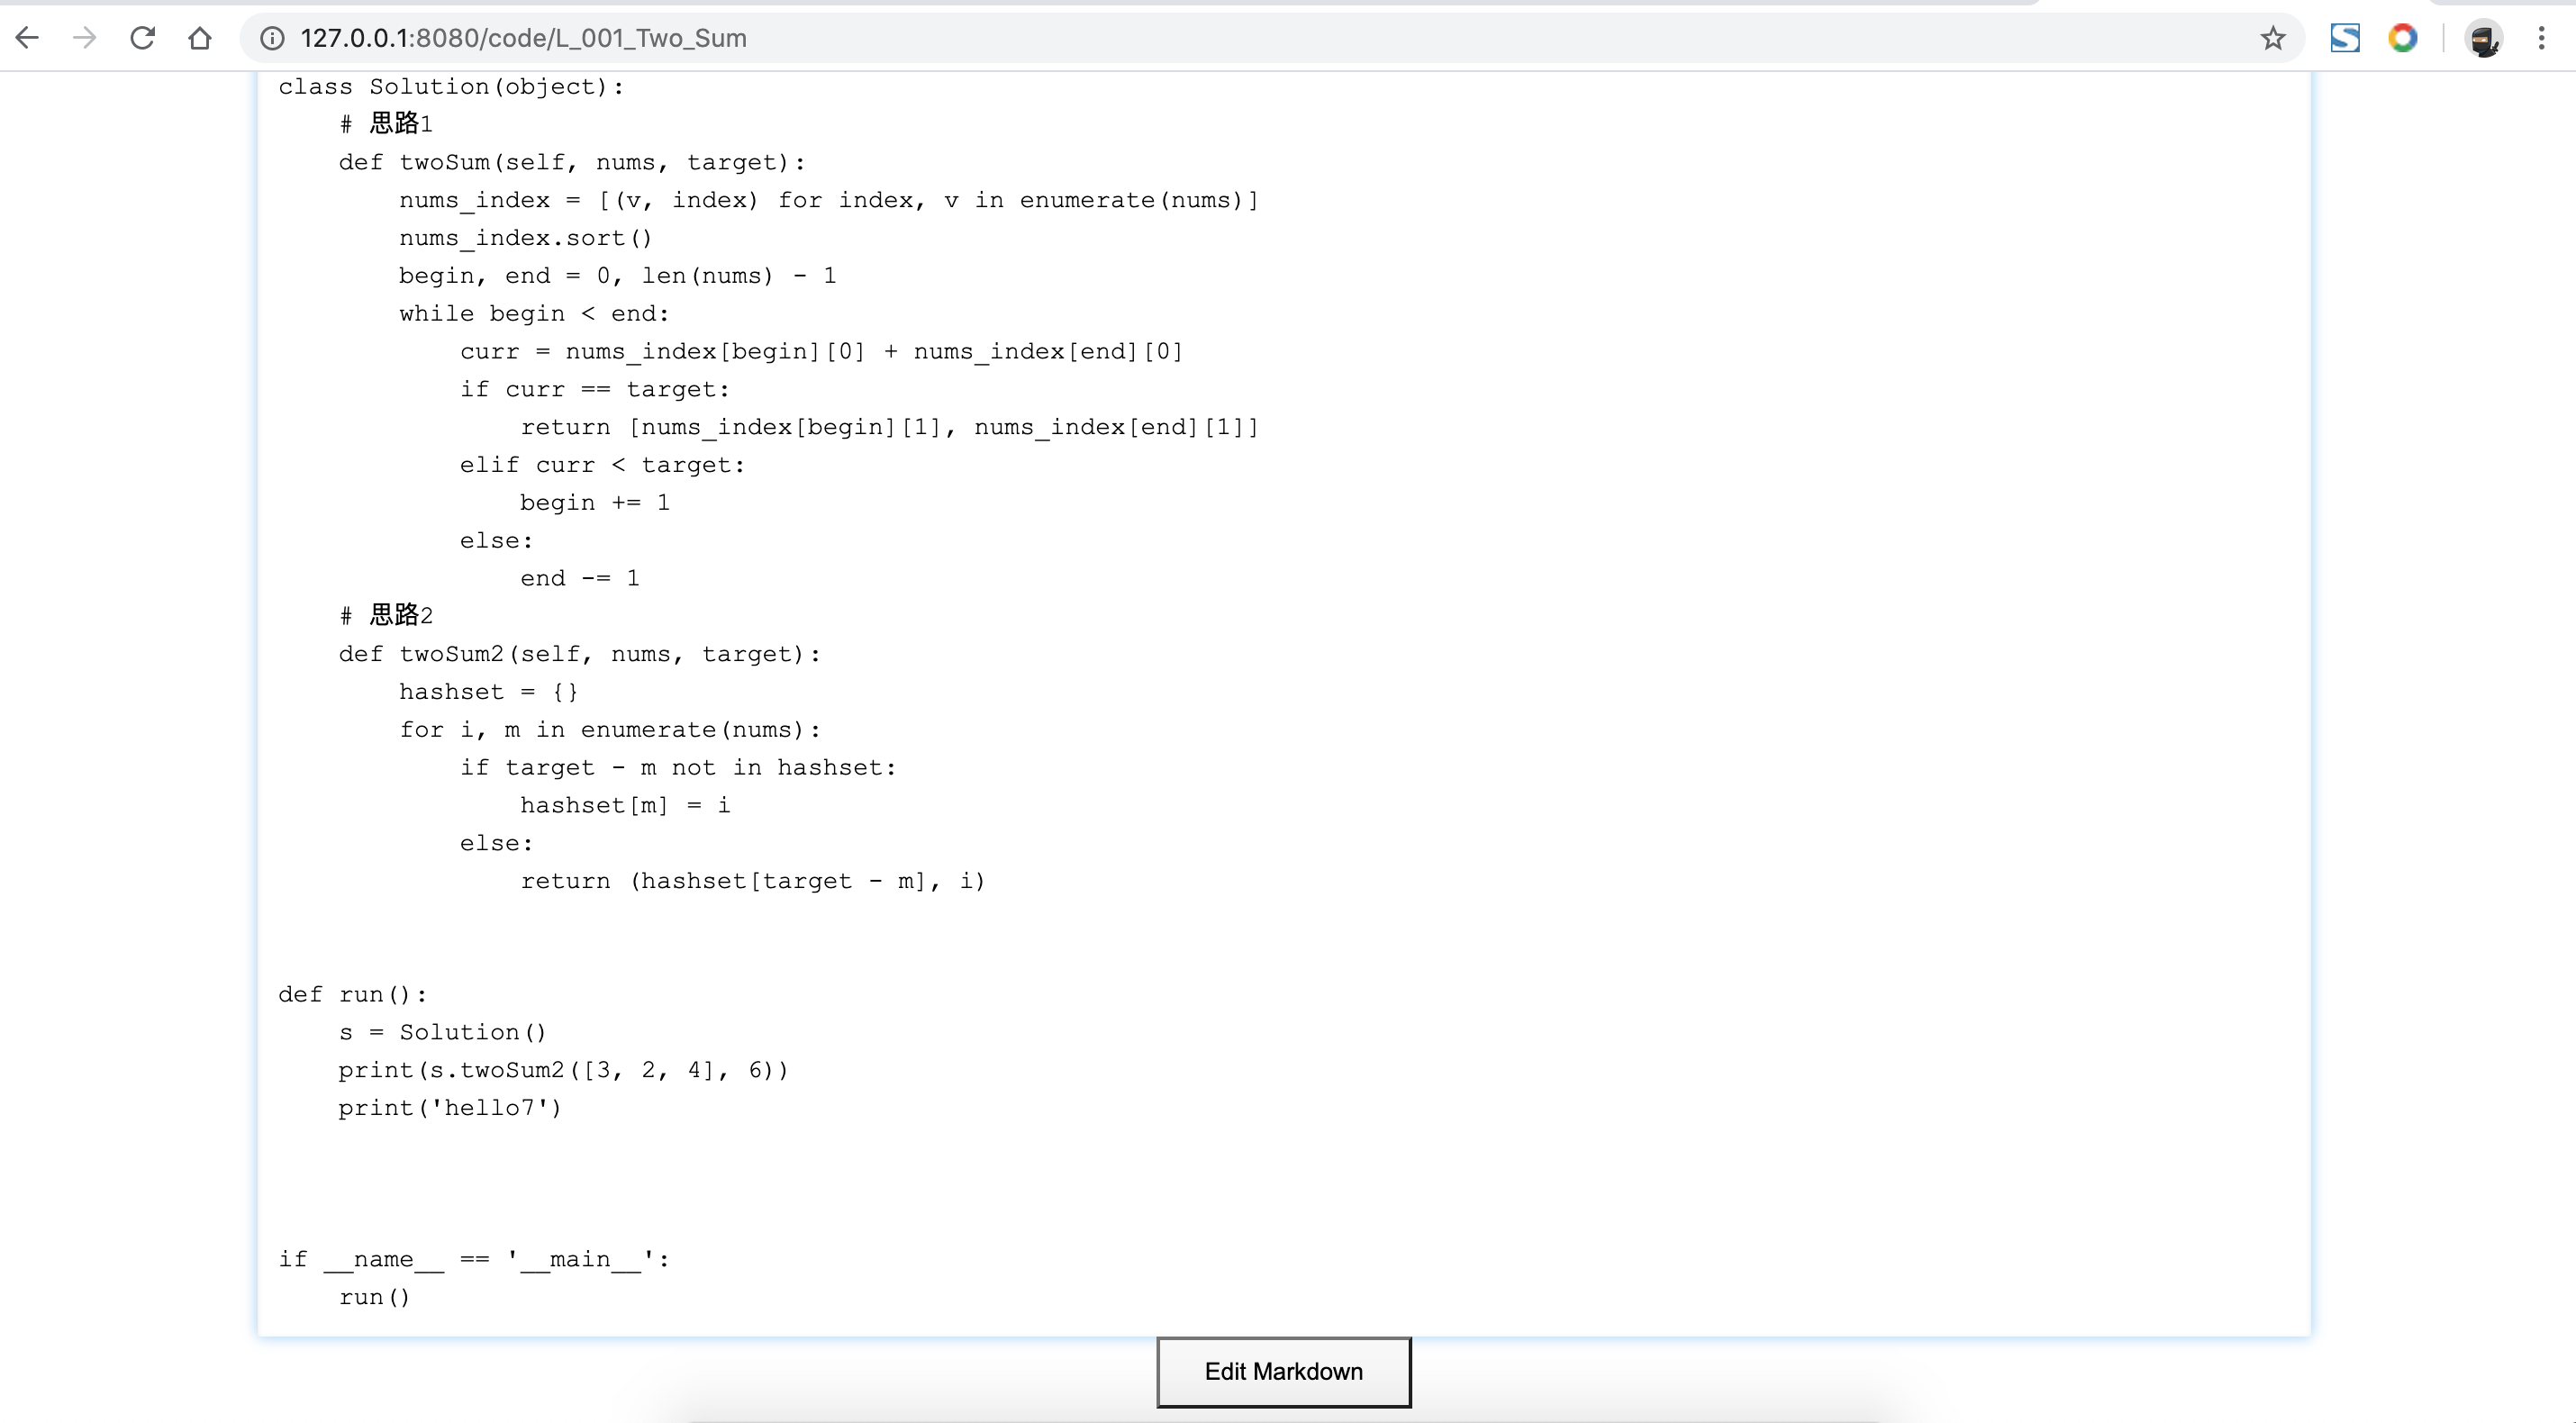 127.0.0.1:8080/code/L_001_Two_Sum
class Solution(object):
    # 思路1
    def twoSum(self, nums, target):
        nums_index = [(v, index) for index, v in enumerate(nums)]
        nums_index.sort()
        begin, end = 0, len(nums) - 1
        while begin < end:
            curr = nums_index[begin][0] + nums_index[end][0]
            if curr == target:
                return [nums_index[begin][1], nums_index[end][1]]
            elif curr < target:
                begin += 1
            else:
                end -= 1
    # 思路2
    def twoSum2(self, nums, target):
        hashset = {}
        for i, m in enumerate(nums):
            if target - m not in hashset:
                hashset[m] = i
            else:
                return (hashset[target - m], i)
def run():
    s = Solution()
    print(s.twoSum2([3, 2, 4], 6))
    print('hello7')
if __name__ == '__main__':
    run()
Edit Markdown